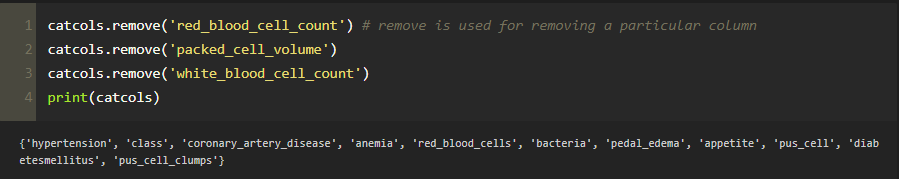 1 catcols.remove('red_blood_cell_count') # remove is used for removing a particular column
2 catcols.remove('packed_cell_volume')
3 catcols.remove('white_blood_cell_count')
4 print(catcols)
{'hypertension', 'class', 'coronary_artery_disease', 'anemia', 'red_blood_cells', 'bacteria', 'pedal_edema', 'appetite', 'pus_cell', 'diab
etesmellitus', 'pus_cell_clumps'}